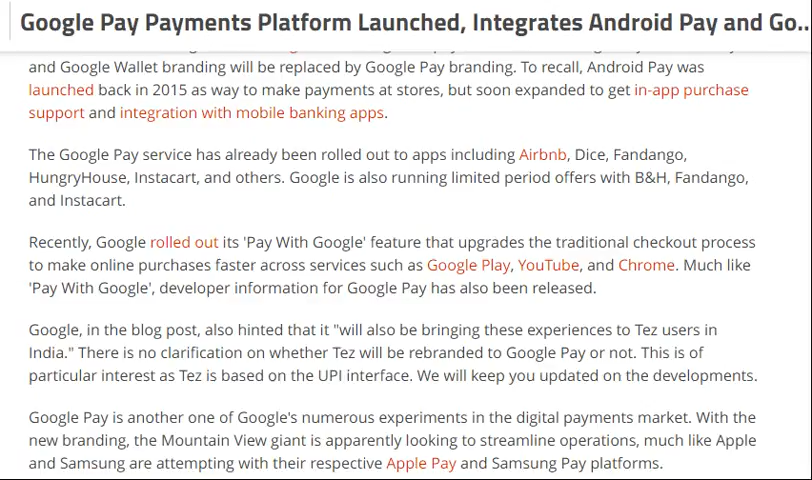 Google Pay Payments Platform Launched, Integrates Android Pay and Go..
and Google Wallet branding will be replaced by Google Pay branding. To recall, Android Pay was
launched back in 2015 as way to make payments at stores, but soon expanded to get in-app purchase
support and integration with mobile banking apps.
The Google Pay service has already been rolled out to apps including Airbnb, Dice, Fandango,
HungryHouse, Instacart, and others. Google is also running limited period offers with B&H, Fandango,
and Instacart.
Recently, Google rolled out its 'Pay With Google' feature that upgrades the traditional checkout process
to make online purchases faster across services such as Google Play, YouTube, and Chrome. Much like
'Pay With Google', developer information for Google Pay has also been released.
Google, in the blog post, also hinted that it "will also be bringing these experiences to Tez users in
India." There is no clarification on whether Tez will be rebranded to Google Pay or not. This is of
particular interest as Tez is based on the UPI interface. We will keep you updated on the developments.
Google Pay is another one of Google's numerous experiments in the digital payments market. With the
new branding, the Mountain View giant is apparently looking to streamline operations, much like Apple
and Samsung are attempting with their respective Apple Pay and Samsung Pay platforms.